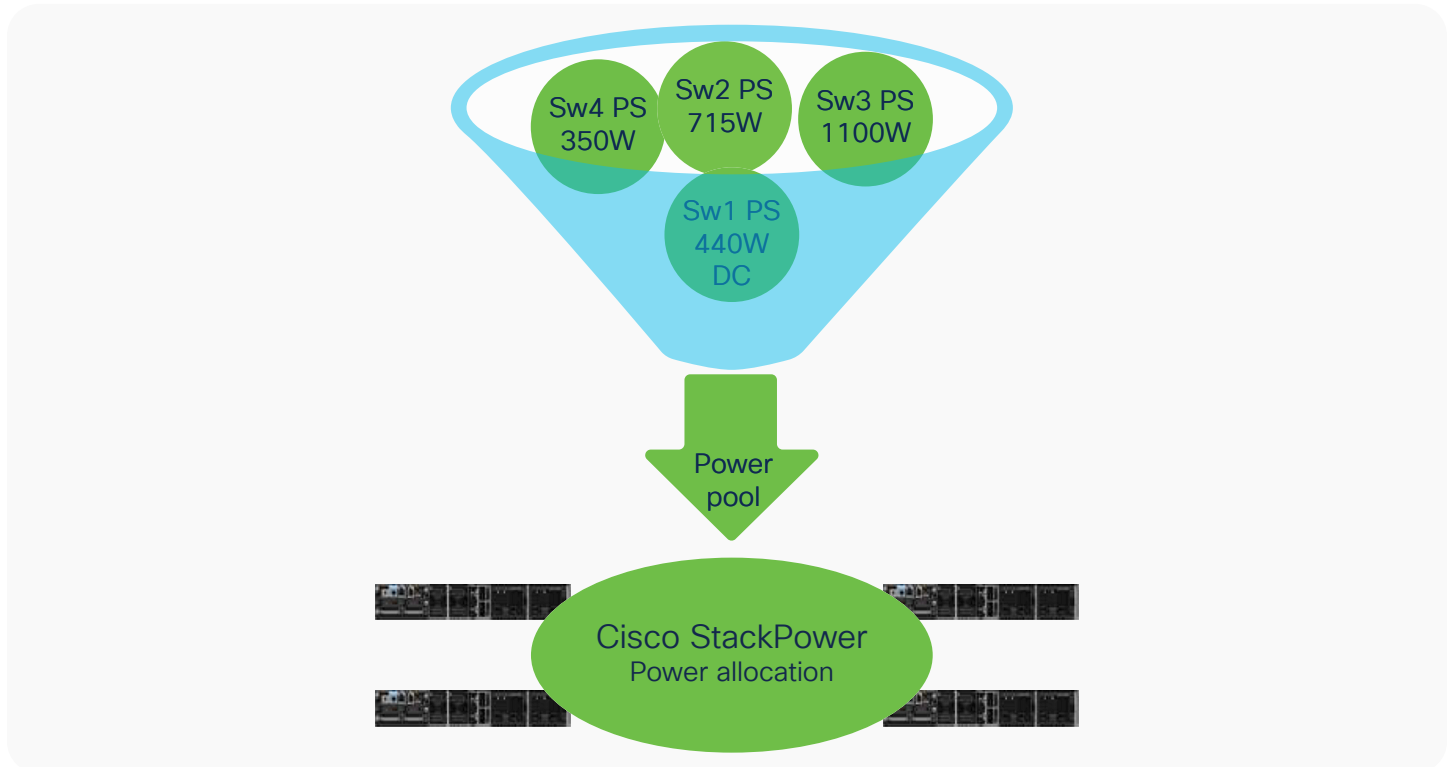 Sw4 PS
350W
Sw2 PS
715W
Sw3 PS
1100W
Sw1 PS
440W
DC
Power
pool
Cisco StackPower
Power allocation